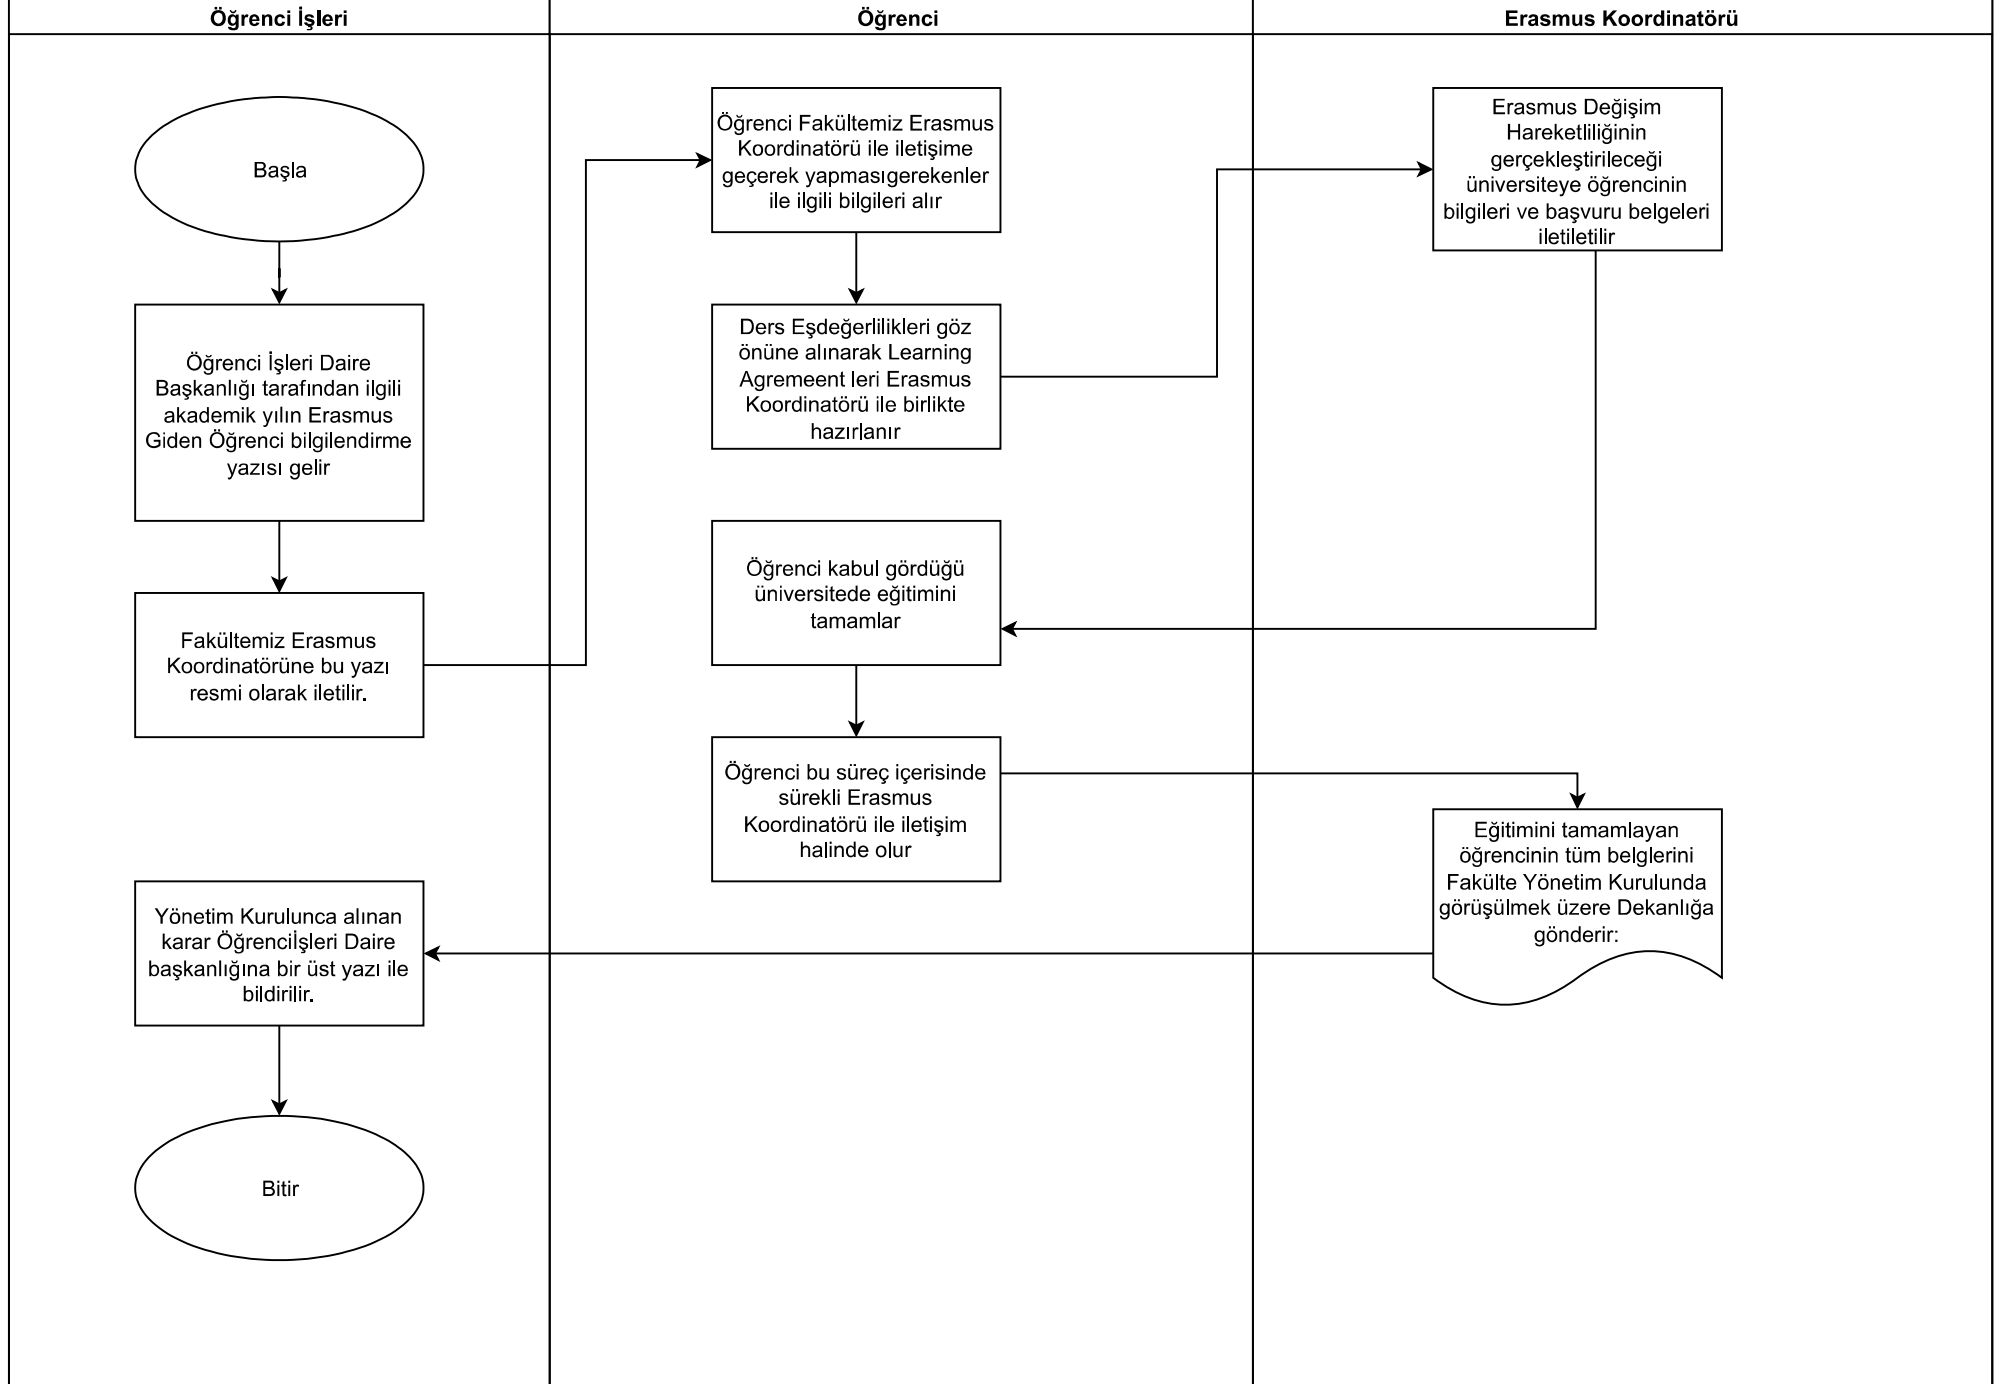 Öğrenci İşleri
Öğrenci
Erasmus Koordinatörü
Başla
Öğrenci İşleri Daire
Başkanlığı tarafından ilgili
akademik yılın Erasmus
Giden Öğrenci bilgilendirme
yazısı gelir
Fakültemiz Erasmus
Koordinatörüne bu yazı
resmi olarak iletilir.
Öğrenci Fakültemiz Erasmus
Koordinatörü ile iletişime
geçerek yapmasıgerekenler
ile ilgili bilgileri alır
Ders Eşdeğerlilikleri göz
önüne alınarak Learning
Agremeent leri Erasmus
Koordinatörü ile birlikte
hazırlanır
Erasmus Değişim
Hareketliliğinin
gerçekleştirileceği
üniversiteye öğrencinin
bilgileri ve başvuru belgeleri
iletiletilir
Öğrenci kabul gördüğü
üniversitede eğitimini
tamamlar
Öğrenci bu süreç içerisinde
sürekli Erasmus
Koordinatörü ile iletişim
halinde olur
Eğitimini tamamlayan
öğrencinin tüm belglerini
Fakülte Yönetim Kurulunda
görüşülmek üzere Dekanlığa
gönderir:
Yönetim Kurulunca alınan
karar Öğrenciİşleri Daire
başkanlığına bir üst yazı ile
bildirilir.
Bitir